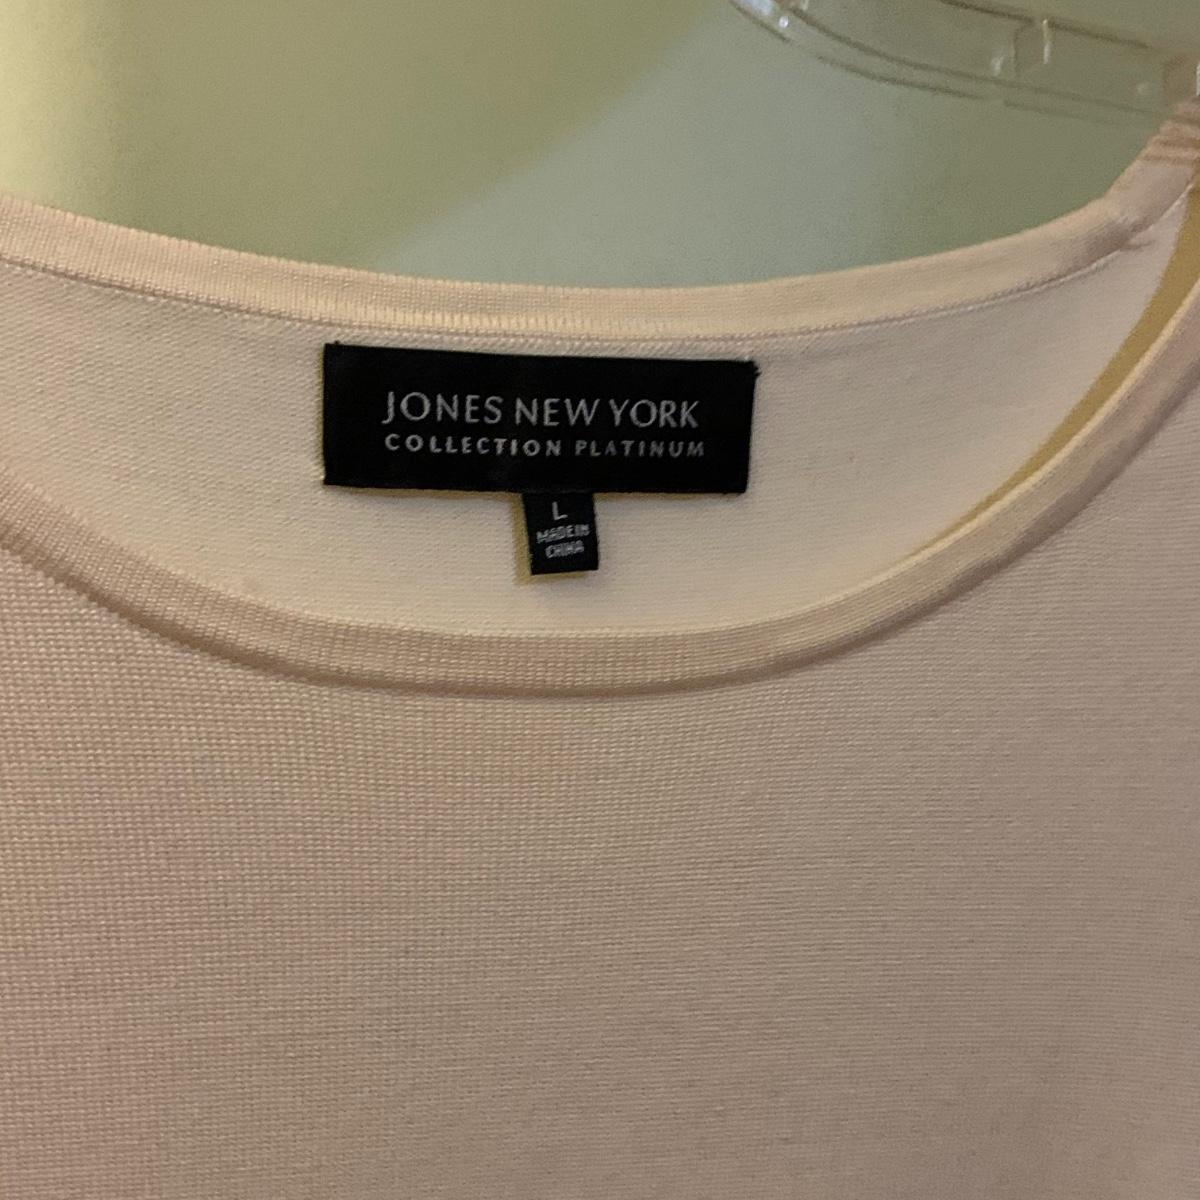 JONES NEW YORK
COLLECTION PLATINUM
L
MADE IN
CHINA